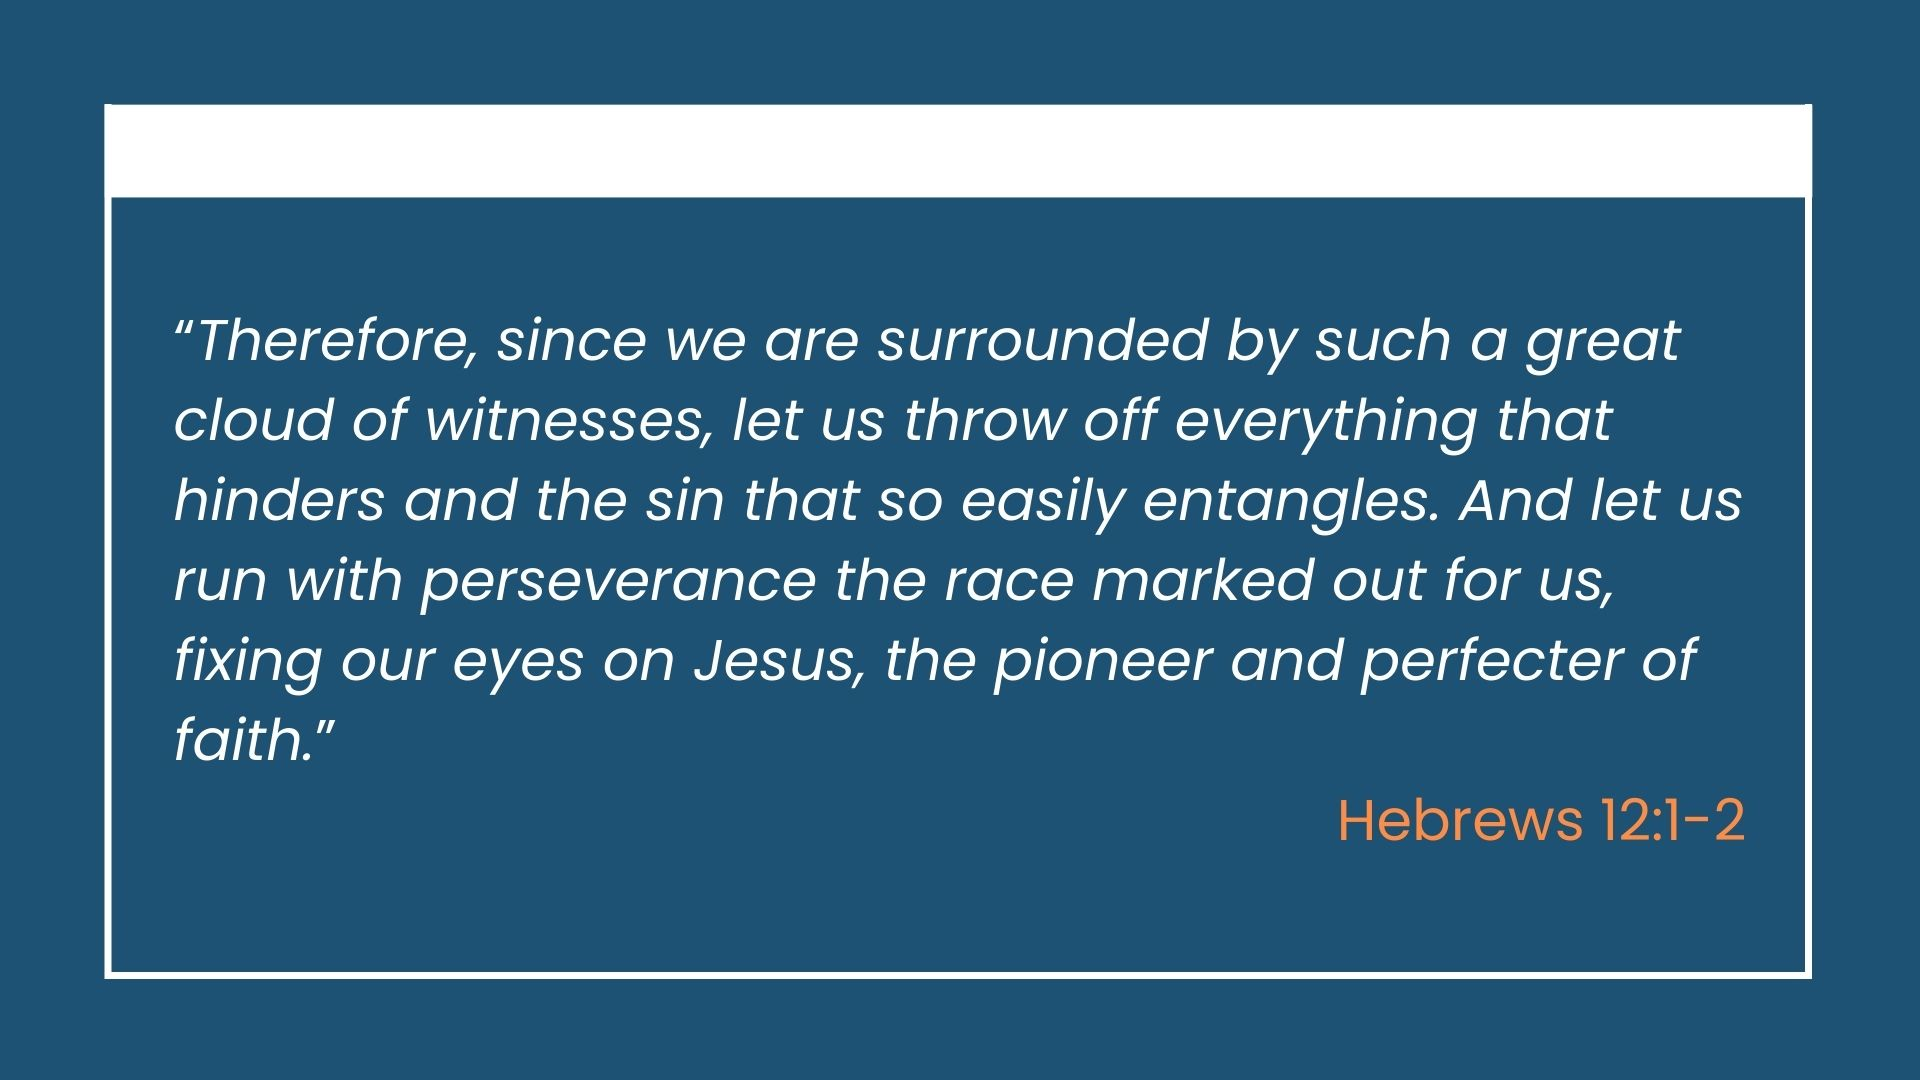 “Therefore, since we are surrounded by such a great
cloud of witnesses, let us throw off everything that
hinders and the sin that so easily entangles. And let us
run with perseverance the race marked out for us,
fixing our eyes on Jesus, the pioneer and perfecter of
faith.”
Hebrews 12:1-2